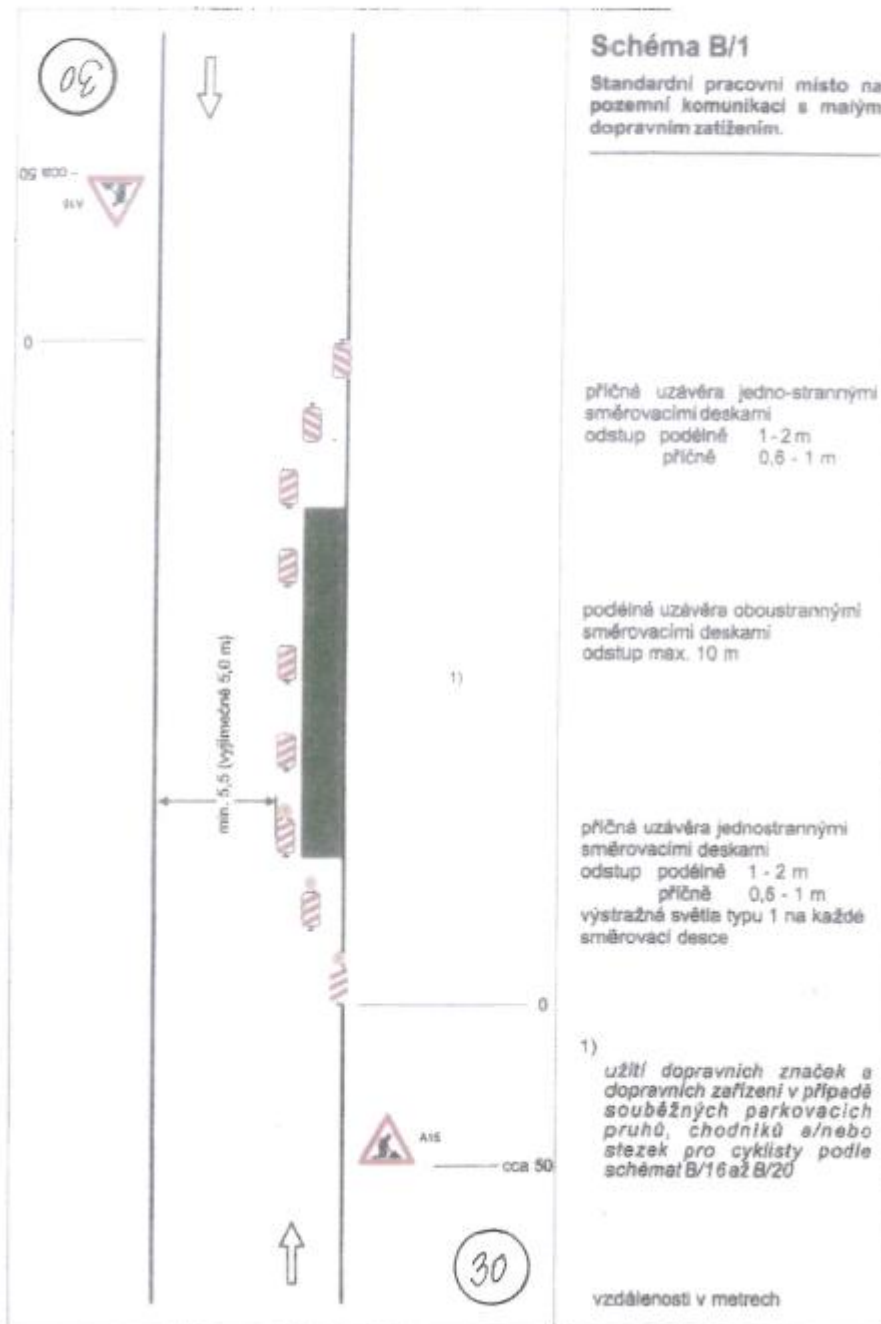 Schéma B/1
Standardní pracovní místo na
pozemní komunikaci s malým
dopravním zatížením.
30
cca 50
A15
0
příčná uzávěra jedno-strannými
směrovacími deskami
odstup podélně 1-2 m
příčně 0,6 - 1 m
podélná uzávěra oboustrannými
směrovacími deskami
odstup max. 10 m
min. 5,5 (vyjímečně 5,0 m)
1)
příčná uzávěra jednostrannými
směrovacími deskami
odstup podélně 1 - 2 m
příčně 0,6 - 1 m
výstražná světla typu 1 na každé
směrovací desce
0
1)
užití dopravních značek a
dopravních zařízení v případě
souběžných parkovacích
pruhů, chodníků a/nebo
stezek pro cyklisty podle
schémat B/16 až B/20
A15
cca 50
30
vzdálenosti v metrech